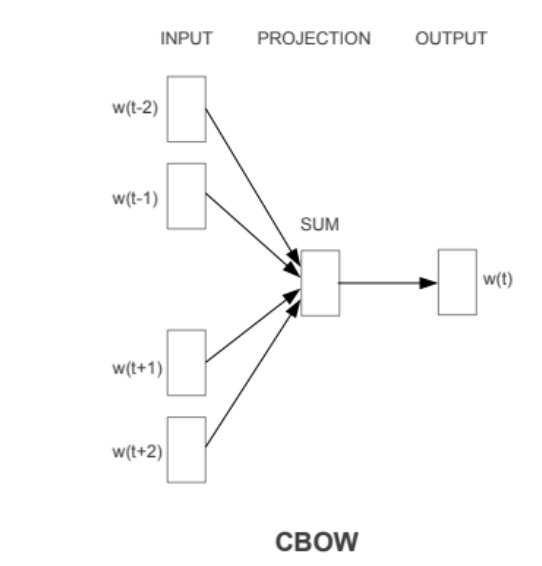 INPUT PROJECTION OUTPUT
w(t-2)
w(t-1)
SUM
w(t)
w(t+1)
w(t+2)
CBOW